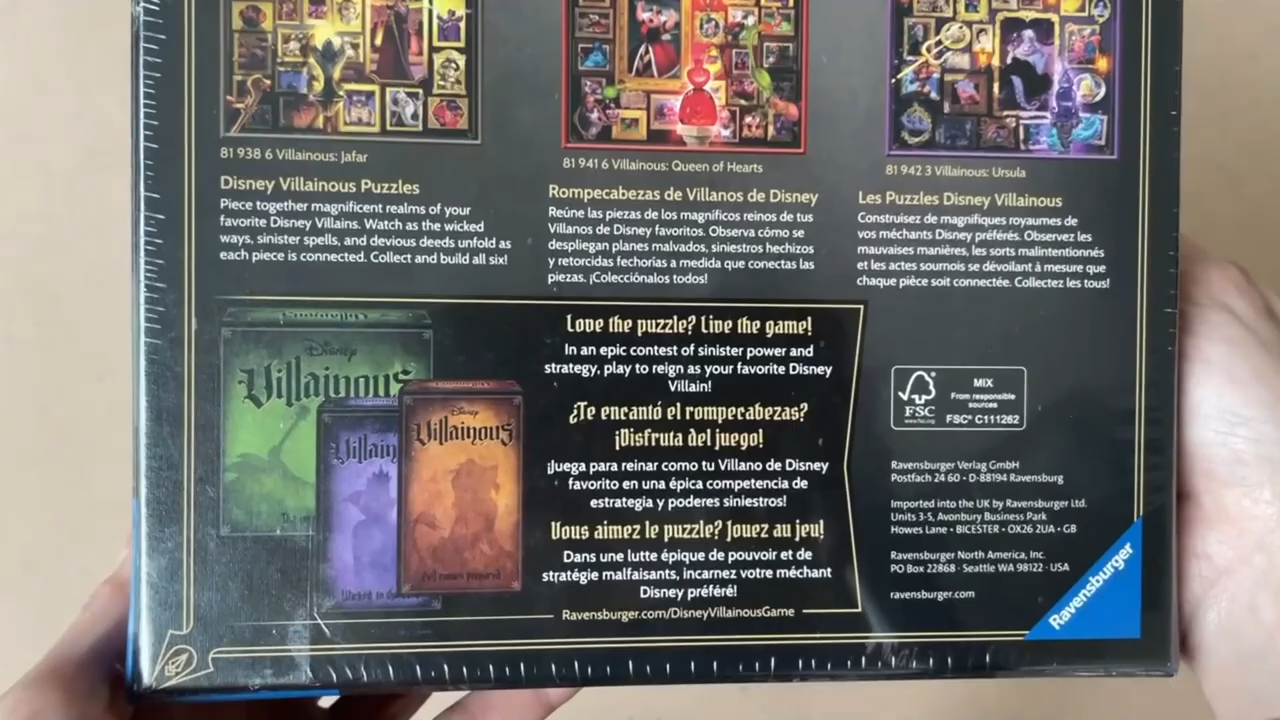 81 938 6 Villainous: Jafar
81 941 6 Villainous: Queen of Hearts
81 942 3 Villainous: Ursula
Disney Villainous Puzzles
Piece together magnificent realms of your
favorite Disney Villains. Watch as the wicked
ways, sinister spells, and devious deeds unfold as
each piece is connected. Collect and build all six!
Rompecabezas de Villanos de Disney
Reúne las piezas de los magníficos reinos de tus
Villanos de Disney favoritos. Observa cómo se
despliegan planes malvados, siniestros hechizos
y retorcidas fechorías a medida que conectas las
piezas. ¡Colecciónalos todos!
Les Puzzles Disney Villainous
Construisez de magnifiques royaumes de
vos méchants Disney préférés. Observez les
mauvaises manières, les sorts malintentionnés
et les actes sournois se dévoilant à mesure que
chaque pièce soit connectée. Collectez les tous!
Villainous
Disney
Villainous
Villain
Disney
Villainous
Love the puzzle? Live the game!
In an epic contest of sinister power and
strategy, play to reign as your favorite Disney
Villain!
¿Te encantó el rompecabezas?
¡Disfruta del juego!
¡Juega para reinar como tu Villano de Disney
favorito en una épica competencia de
estrategia y poderes siniestros!
Vous aimez le puzzle? Jouez au jeu!
Dans une lutte épique de pouvoir et de
stratégie malfaisants, incarnez votre méchant
Disney préféré!
Ravensburger.com/DisneyVillainousGame
FSC
www.fsc.org
MIX
From responsible
sources
FSC® C111262
Ravensburger Verlag GmbH
Postfach 24 60 • D-88194 Ravensburg
Imported into the UK by Ravensburger Ltd.
Units 3-5, Avonbury Business Park
Howes Lane • BICESTER • OX26 2UA • GB
Ravensburger North America, Inc.
PO Box 22868 · Seattle WA 98122 · USA
ravensburger.com
Ravensburger